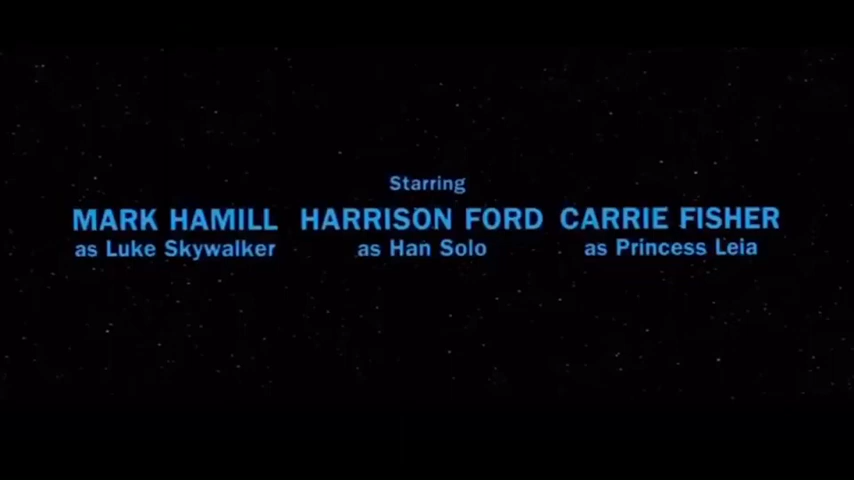 Starring
MARK HAMILL HARRISON FORD CARRIE FISHER
as Luke Skywalker as Han Solo as Princess Leia